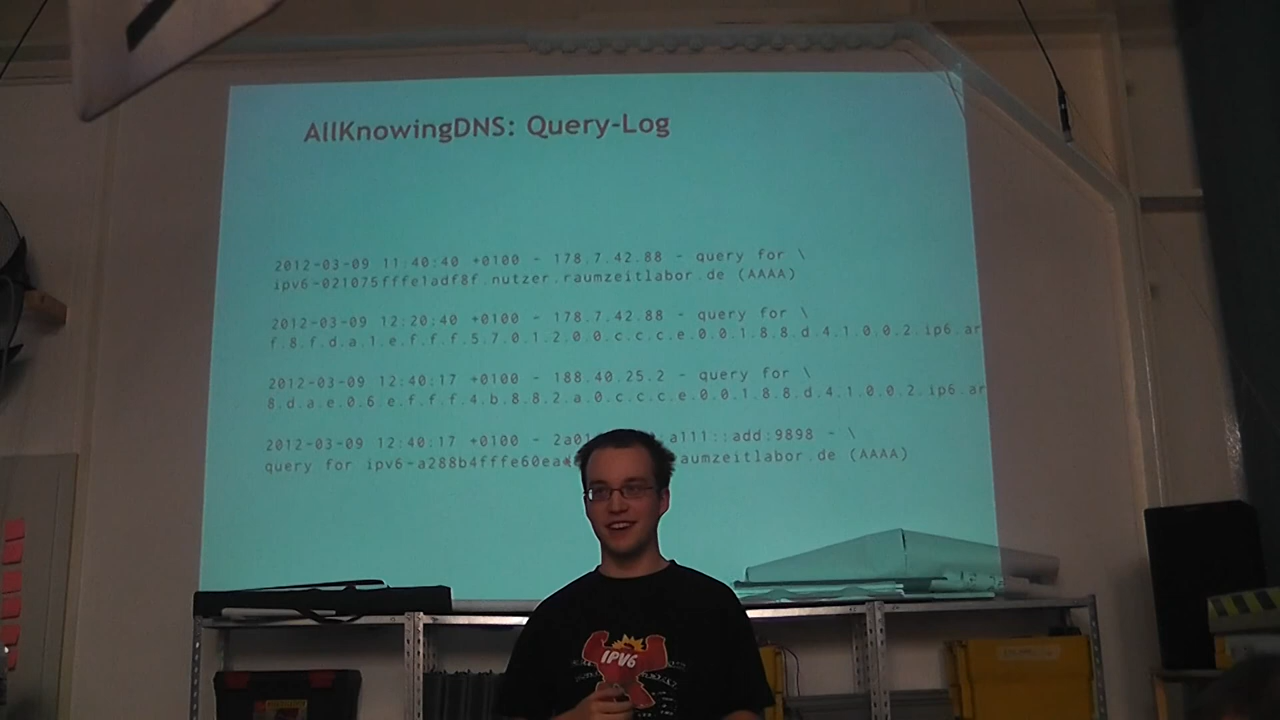 AllKnowingDNS: Query-Log
2012-03-09 11:40:40 +0100 - 178.7.42.88 - query for \
ipv6-021075fffe1adf8f.nutzer.raumzeitlabor.de (AAAA)
2012-03-09 12:20:40 +0100 - 178.7.42.88 - query for \
f.8.f.d.a.1.e.f.f.f.5.7.0.1.2.0.0.c.c.c.e.0.0.1.8.8.d.4.1.0.0.2.ip6.ar
2012-03-09 12:40:17 +0100 - 188.40.25.2 - query for \
8.d.a.e.0.6.e.f.f.f.4.b.8.8.2.a.0.c.c.c.e.0.0.1.8.8.d.4.1.0.0.2.ip6.ar
2012-03-09 12:40:17 +0100 - 2a01 a111::add:9898 - \
query for ipv6-a288b4fffe60ea aumzeitlabor.de (AAAA)
IPV6